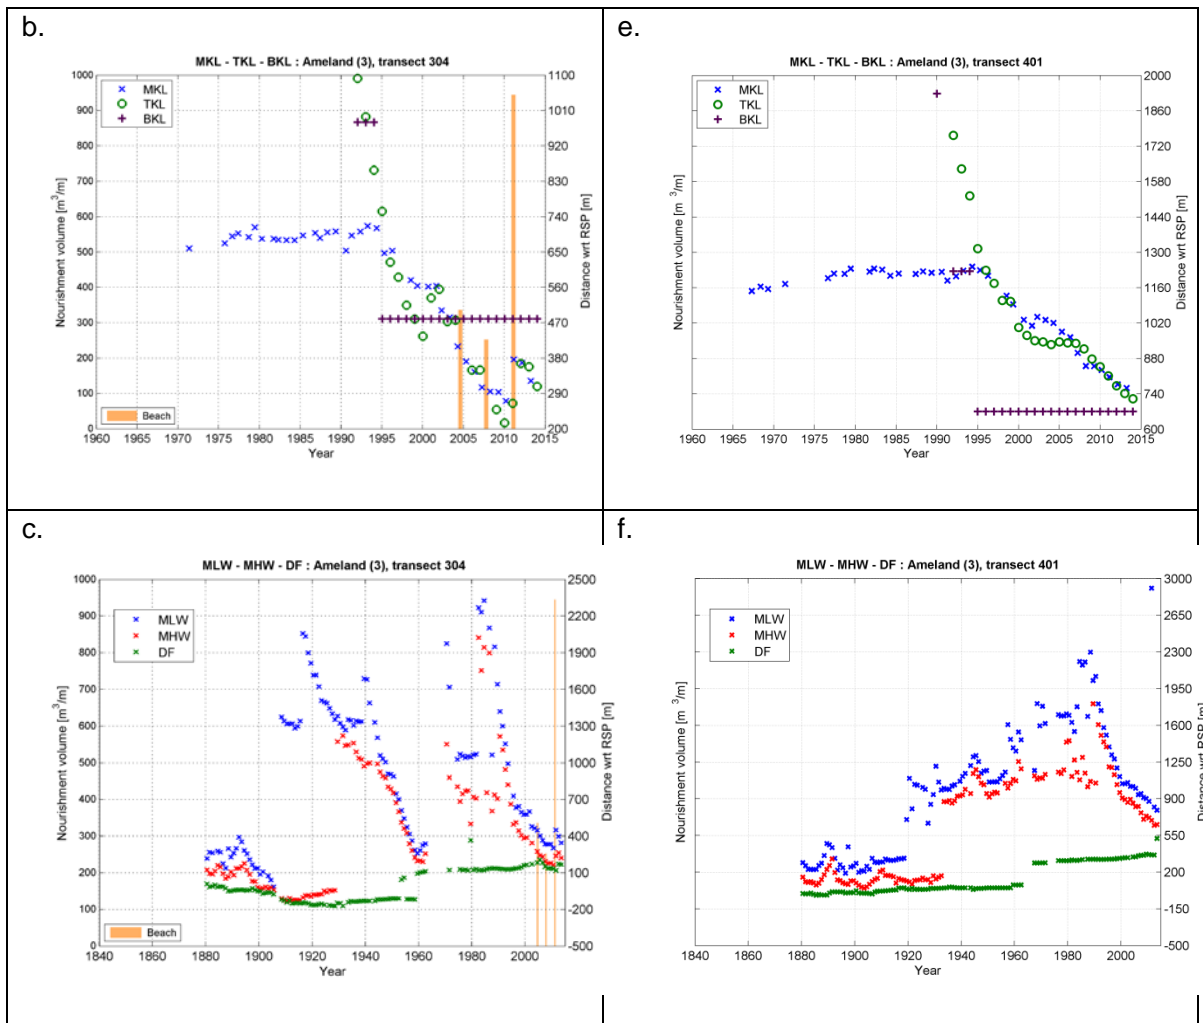 b.
MKL - TKL - BKL : Ameland (3), transect 304
1000
900
800
700
600
500
400
300
200
100
0
Nourishment volume [m³/m]
MKL
TKL
BKL
Beach
1100
1010
920
830
740
650
560
470
380
290
200
Distance wrt RSP [m]
1960 1965 1970 1975 1980 1985 1990 1995 2000 2005 2010 2015
Year
e.
MKL - TKL - BKL : Ameland (3), transect 401
Nourishment volume [m³/m]
MKL
TKL
BKL
2000
1860
1720
1580
1440
1300
1160
1020
880
740
600
Distance wrt RSP [m]
1960 1965 1970 1975 1980 1985 1990 1995 2000 2005 2010 2015
Year
c.
MLW - MHW - DF : Ameland (3), transect 304
1000
900
800
700
600
500
400
300
200
100
0
Nourishment volume [m³/m]
MLW
MHW
DF
Beach
2500
2200
1900
1600
1300
1000
700
400
100
-200
-500
Distance wrt RSP [m]
1840 1860 1880 1900 1920 1940 1960 1980 2000
Year
f.
MLW - MHW - DF : Ameland (3), transect 401
Nourishment volume [m³/m]
MLW
MHW
DF
3000
2650
2300
1950
1600
1250
900
550
200
-150
-500
Distance wrt RSP [m]
1840 1860 1880 1900 1920 1940 1960 1980 2000
Year